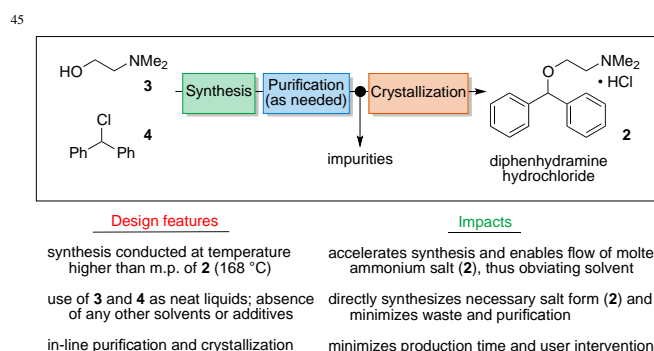 45
HO
NMe2
3
Cl
Ph
Ph
4
Synthesis
Purification
(as needed)
Crystallization
impurities
O
NMe2
• HCl
2
diphenhydramine
hydrochloride
Design features
synthesis conducted at temperature
higher than m.p. of 2 (168 °C)
use of 3 and 4 as neat liquids; absence
of any other solvents or additives
in-line purification and crystallization
Impacts
accelerates synthesis and enables flow of molte
ammonium salt (2), thus obviating solvent
directly synthesizes necessary salt form (2) and
minimizes waste and purification
minimizes production time and user intervention